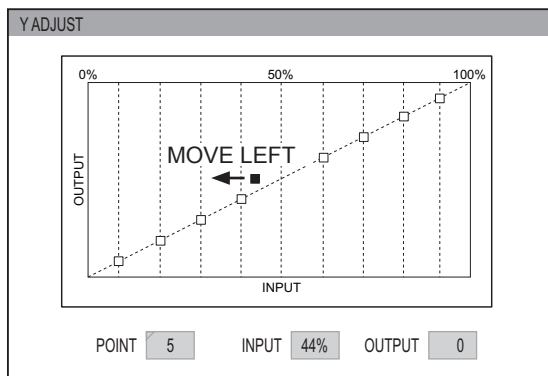 Y ADJUST
0% 50% 100%
MOVE LEFT
OUTPUT
INPUT
POINT 5 INPUT 44% OUTPUT 0